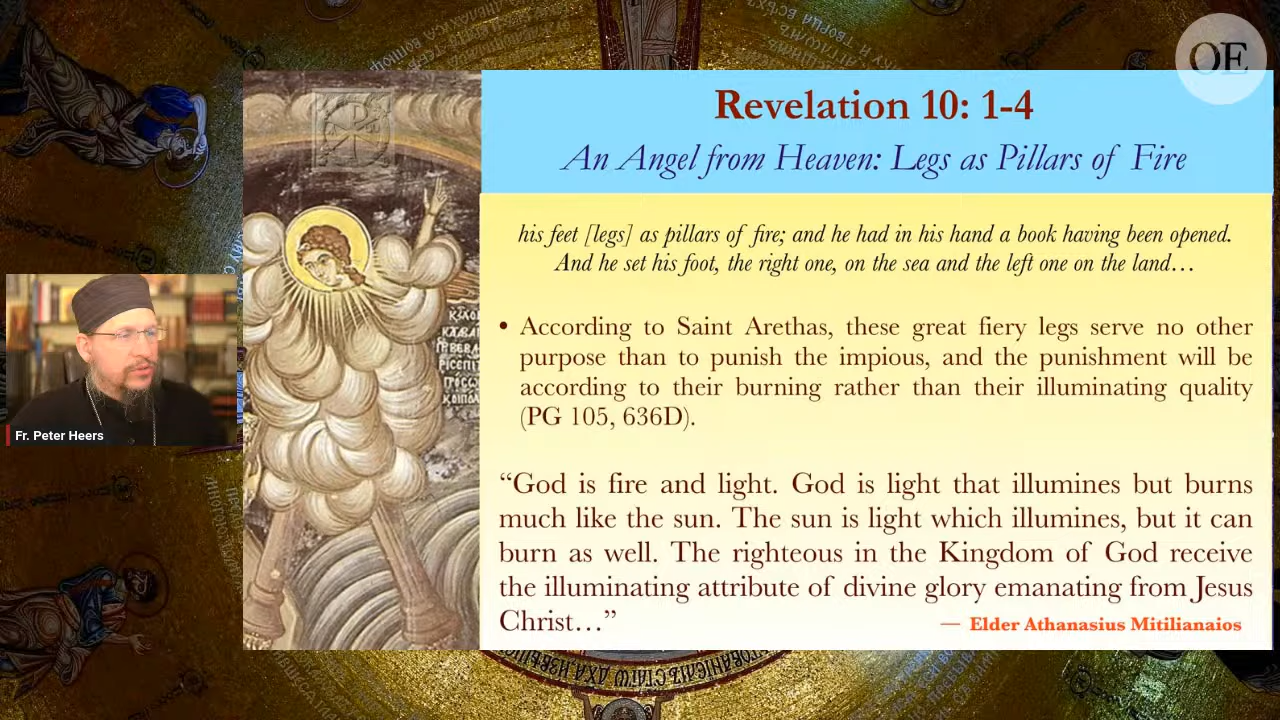 OE
Revelation 10: 1-4
An Angel from Heaven: Legs as Pillars of Fire
his feet [legs] as pillars of fire; and he had in his hand a book having been opened.
And he set his foot, the right one, on the sea and the left one on the land…
• According to Saint Arethas, these great fiery legs serve no other
purpose than to punish the impious, and the punishment will be
according to their burning rather than their illuminating quality
(PG 105, 636D).
“God is fire and light. God is light that illumines but burns
much like the sun. The sun is light which illumines, but it can
burn as well. The righteous in the Kingdom of God receive
the illuminating attribute of divine glory emanating from Jesus
Christ…”
— Elder Athanasius Mitilianaios
Fr. Peter Heers